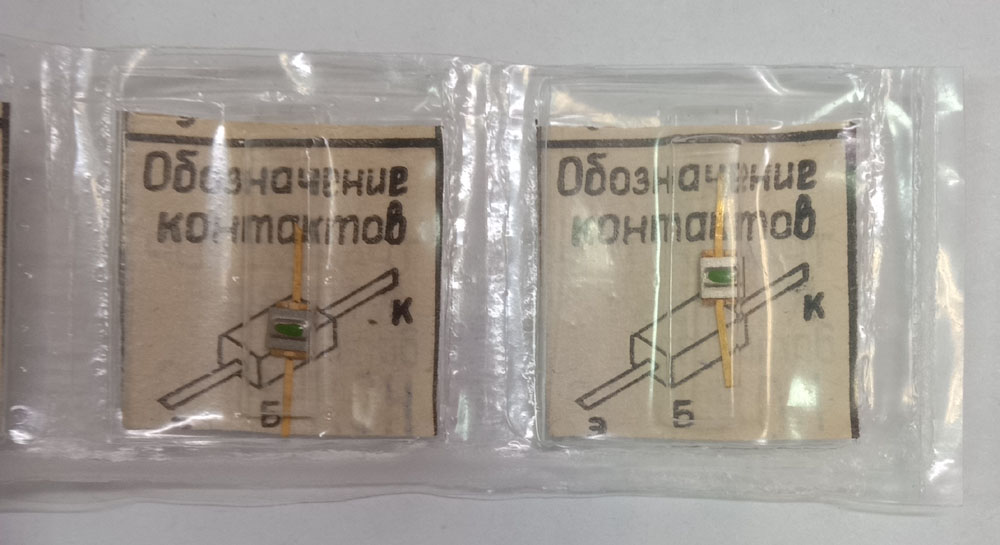 Обозначение
контактов
К
Б
Обозначение
контактов
К
Э
Б